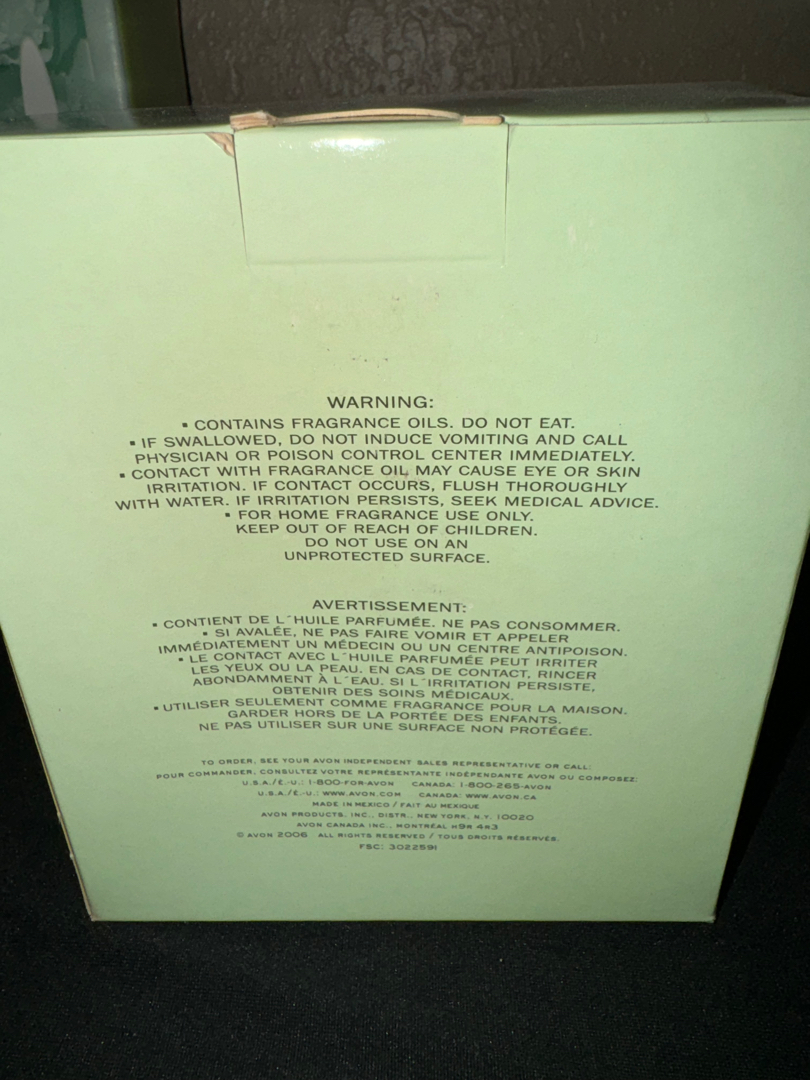 WARNING:
▪ CONTAINS FRAGRANCE OILS. DO NOT EAT.
▪ IF SWALLOWED, DO NOT INDUCE VOMITING AND CALL
PHYSICIAN OR POISON CONTROL CENTER IMMEDIATELY.
▪ CONTACT WITH FRAGRANCE OIL MAY CAUSE EYE OR SKIN
IRRITATION. IF CONTACT OCCURS, FLUSH THOROUGHLY
WITH WATER. IF IRRITATION PERSISTS, SEEK MEDICAL ADVICE.
▪ FOR HOME FRAGRANCE USE ONLY.
KEEP OUT OF REACH OF CHILDREN.
DO NOT USE ON AN
UNPROTECTED SURFACE.
AVERTISSEMENT:
▪ CONTIENT DE L´HUILE PARFUMÉE. NE PAS CONSOMMER.
▪ SI AVALÉE, NE PAS FAIRE VOMIR ET APPELER
IMMÉDIATEMENT UN MÉDECIN OU UN CENTRE ANTIPOISON.
▪ LE CONTACT AVEC L´HUILE PARFUMÉE PEUT IRRITER
LES YEUX OU LA PEAU. EN CAS DE CONTACT, RINCER
ABONDAMMENT À L´EAU. SI L´IRRITATION PERSISTE,
OBTENIR DES SOINS MÉDICAUX.
▪ UTILISER SEULEMENT COMME FRAGRANCE POUR LA MAISON.
GARDER HORS DE LA PORTÉE DES ENFANTS.
NE PAS UTILISER SUR UNE SURFACE NON PROTÉGÉE.
TO ORDER, SEE YOUR AVON INDEPENDENT SALES REPRESENTATIVE OR CALL:
POUR COMMANDER, CONSULTEZ VOTRE REPRÉSENTANTE INDÉPENDANTE AVON OU COMPOSEZ:
U.S.A./É.-U.: 1-800-FOR-AVON CANADA: 1-800-265-AVON
U.S.A./É.-U.: WWW.AVON.COM CANADA: WWW.AVON.CA
MADE IN MEXICO / FAIT AU MEXIQUE
AVON PRODUCTS, INC., DISTR., NEW YORK, N.Y. 10020
AVON CANADA INC., MONTRÉAL H9R 4R3
© AVON 2006 ALL RIGHTS RESERVED / TOUS DROITS RÉSERVÉS.
FSC: 3022591